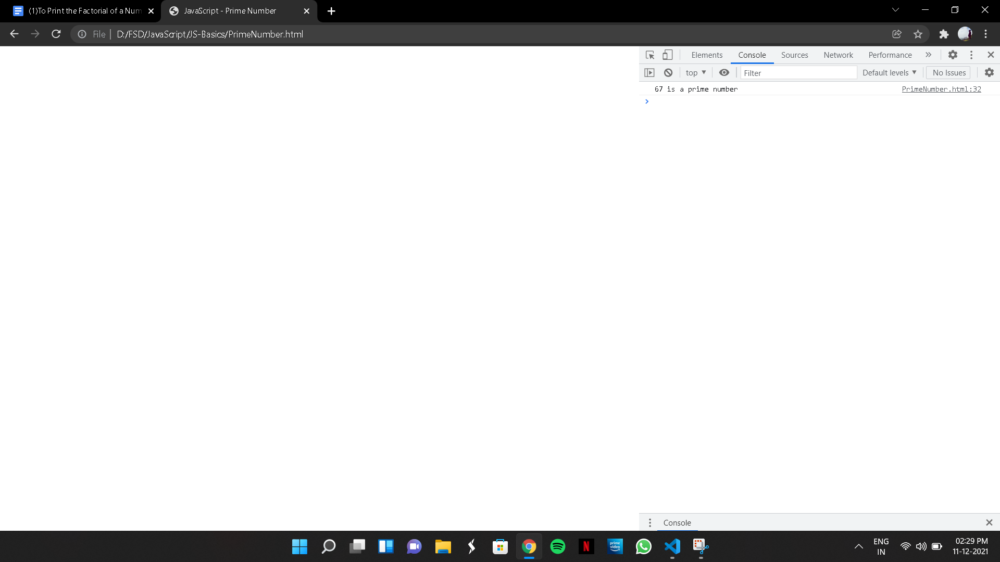 (1)To Print the Factorial of a Num
JavaScript - Prime Number
File
D:/FSD/JavaScript/JS-Basics/PrimeNumber.html
Elements
Console
Sources
Network
Performance
top
Filter
Default levels
No Issues
67 is a prime number
PrimeNumber.html:32
Console
N
prime video
ENG
IN
02:29 PM
11-12-2021